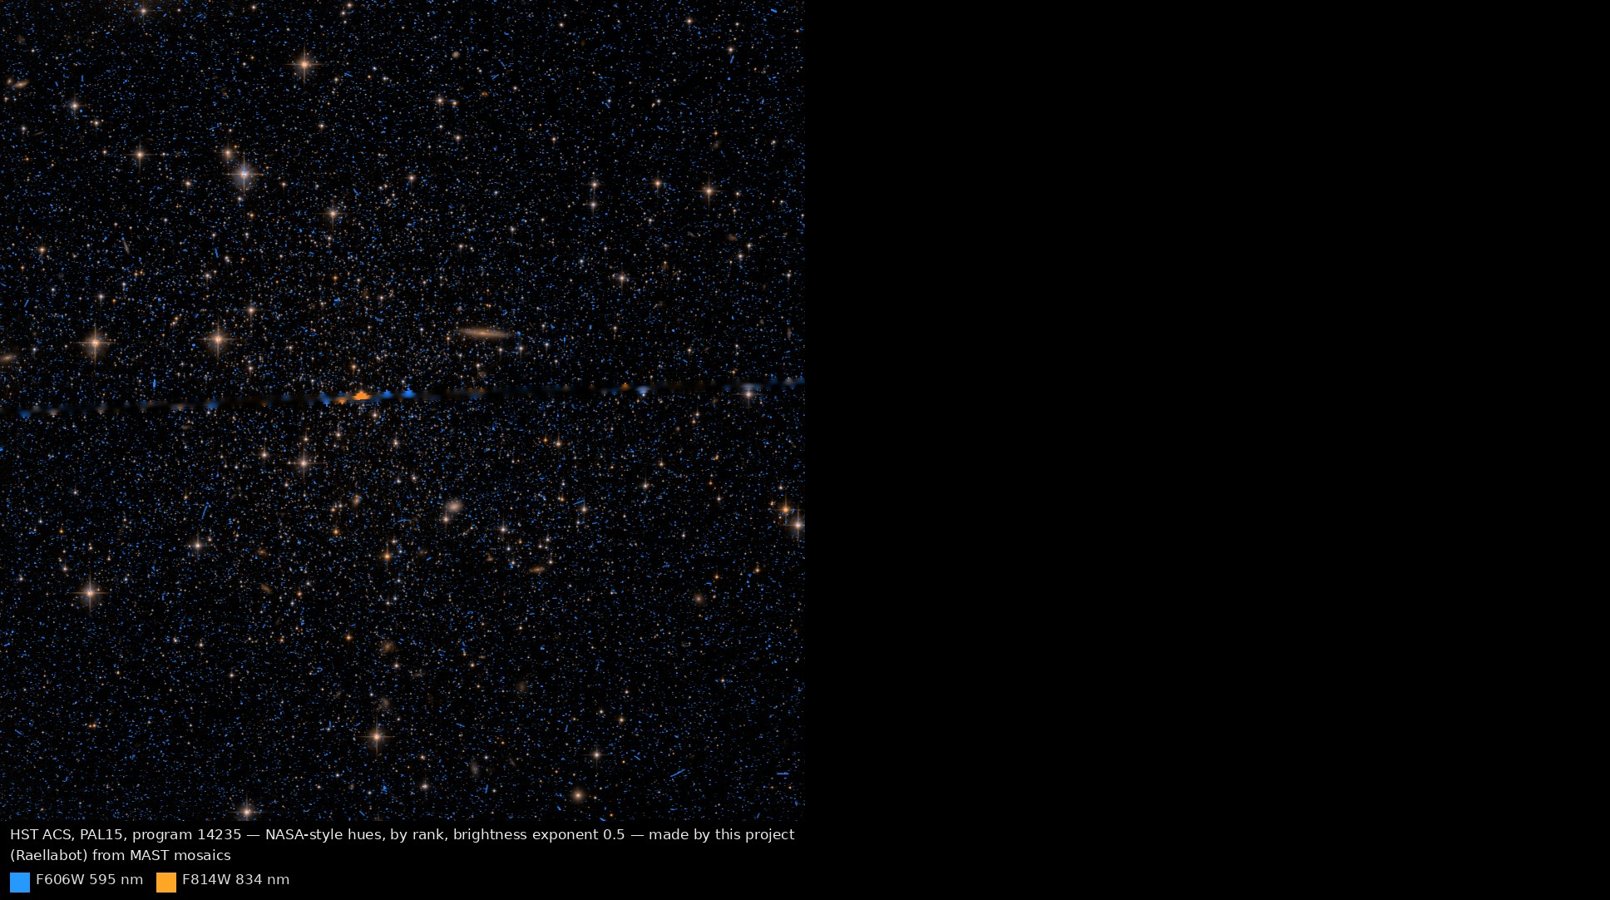 HST ACS, PAL15, program 14235 — NASA-style hues, by rank, brightness exponent 0.5 — made by this project
(Raellabot) from MAST mosaics
F606W 595 nm F814W 834 nm